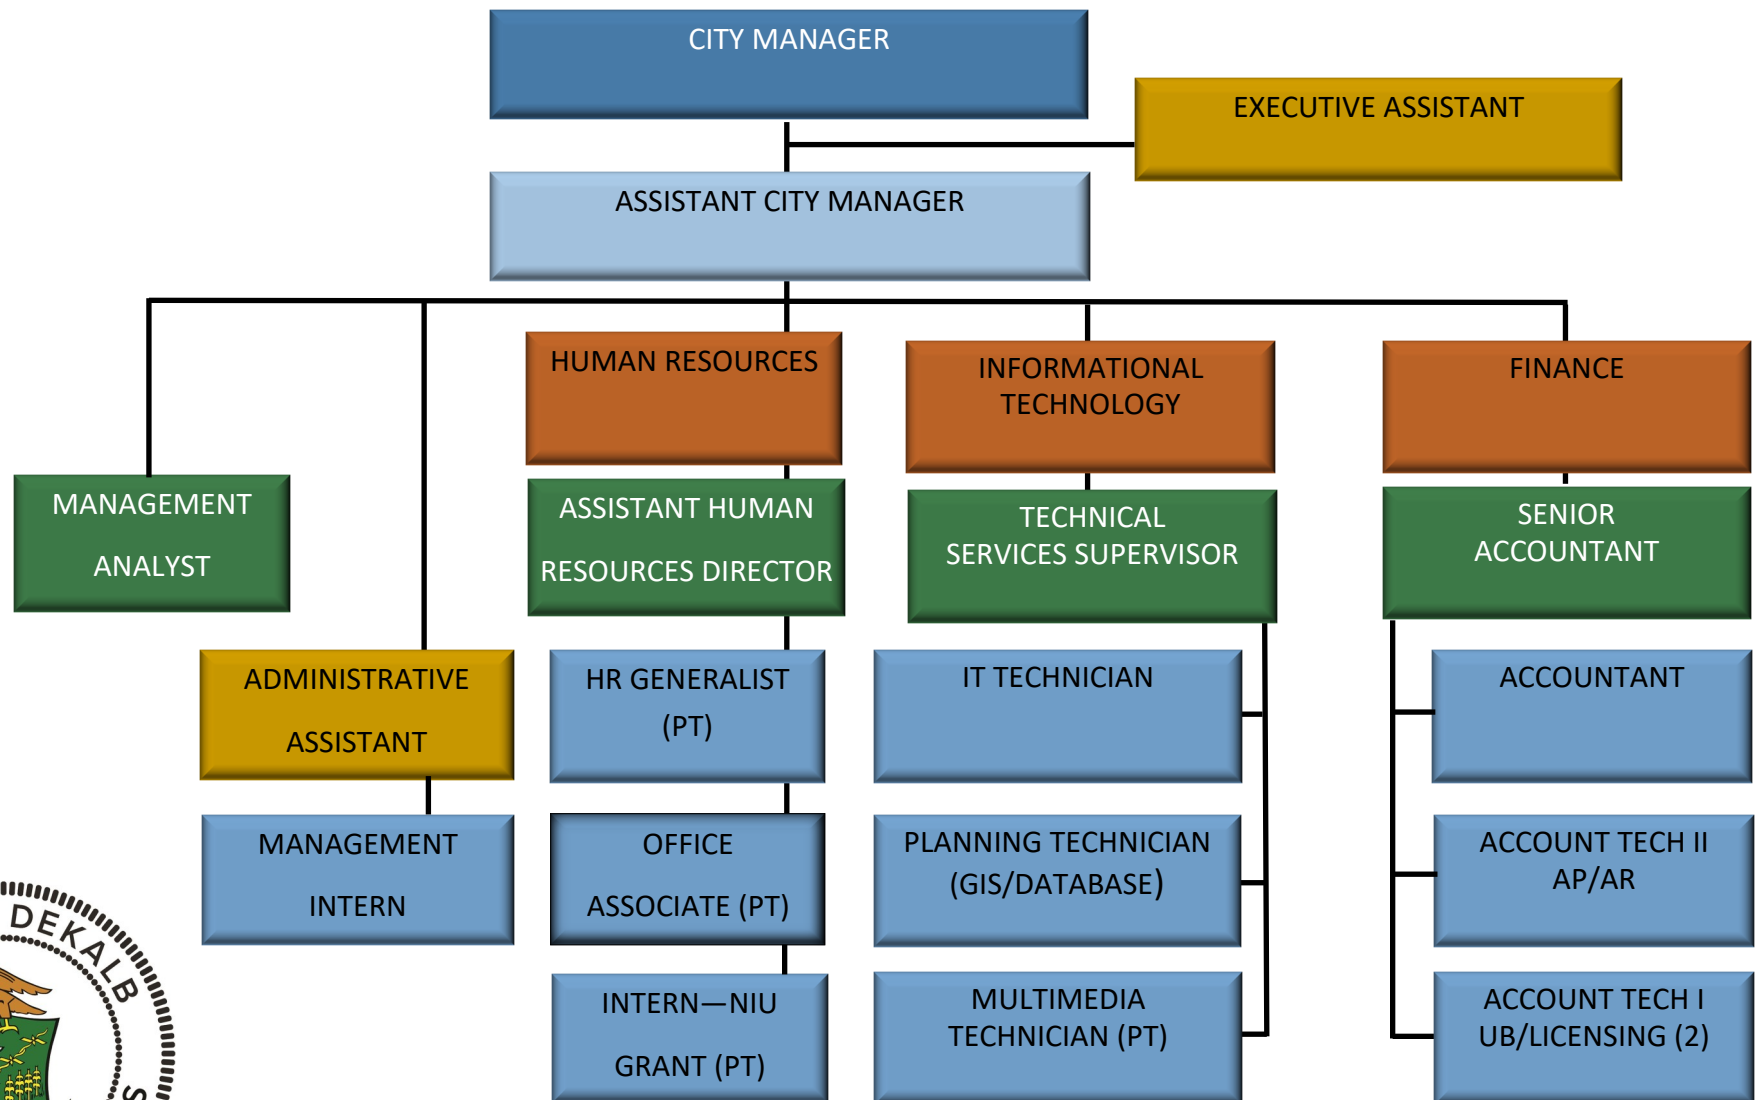 CITY MANAGER
EXECUTIVE ASSISTANT
ASSISTANT CITY MANAGER
HUMAN RESOURCES
INFORMATIONAL
TECHNOLOGY
FINANCE
MANAGEMENT
ANALYST
ASSISTANT HUMAN
RESOURCES DIRECTOR
TECHNICAL
SERVICES SUPERVISOR
SENIOR
ACCOUNTANT
ADMINISTRATIVE
ASSISTANT
HR GENERALIST
(PT)
IT TECHNICIAN
ACCOUNTANT
MANAGEMENT
INTERN
OFFICE
ASSOCIATE (PT)
PLANNING TECHNICIAN
(GIS/DATABASE)
ACCOUNT TECH II
AP/AR
INTERN—NIU
GRANT (PT)
MULTIMEDIA
TECHNICIAN (PT)
ACCOUNT TECH I
UB/LICENSING (2)
DEKALB